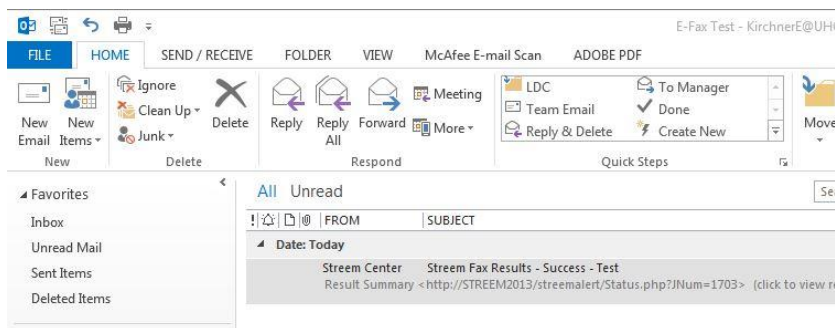 E-Fax Test - KirchnerE@UH
FILE HOME SEND / RECEIVE FOLDER VIEW McAfee E-mail Scan ADOBE PDF
New Email
New Items
Ignore
Clean Up
Junk
Delete
Reply
Reply All
Forward
Meeting
More
LDC
Team Email
Reply & Delete
To Manager
Done
Create New
Move
New Delete Respond Quick Steps
Favorites
Inbox
Unread Mail
Sent Items
Deleted Items
All Unread
! FROM SUBJECT
Date: Today
Streem Center Streem Fax Results - Success - Test
Result Summary <http://STREEM2013/streemalert/Status.php?JNum=1703> (click to view